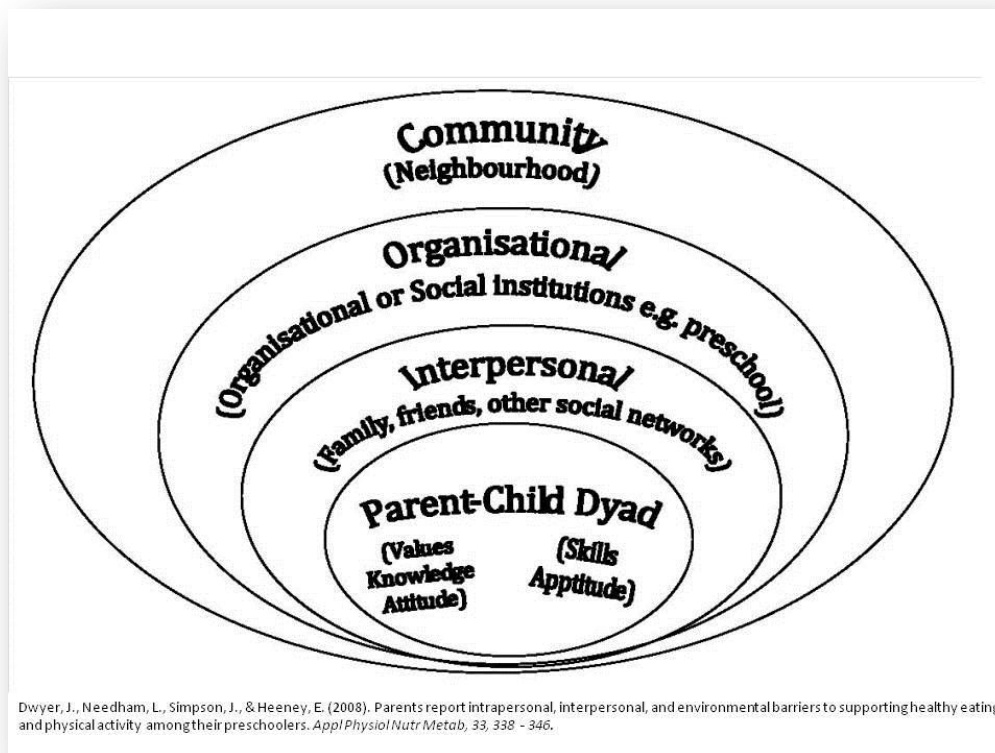 Community
(Neighbourhood)
Organisational
(Organisational or Social institutions e.g. preschool)
Interpersonal
(Family, friends, other social networks)
Parent-Child Dyad
(Values
Knowledge
Attitude)
(Skills
Apptitude)
Dwyer, J., Needham, L., Simpson, J., & Heeney, E. (2008). Parents report intrapersonal, interpersonal, and environmental barriers to supporting healthy eating
and physical activity among their preschoolers. Appl Physiol Nutr Metab, 33, 338 - 346.